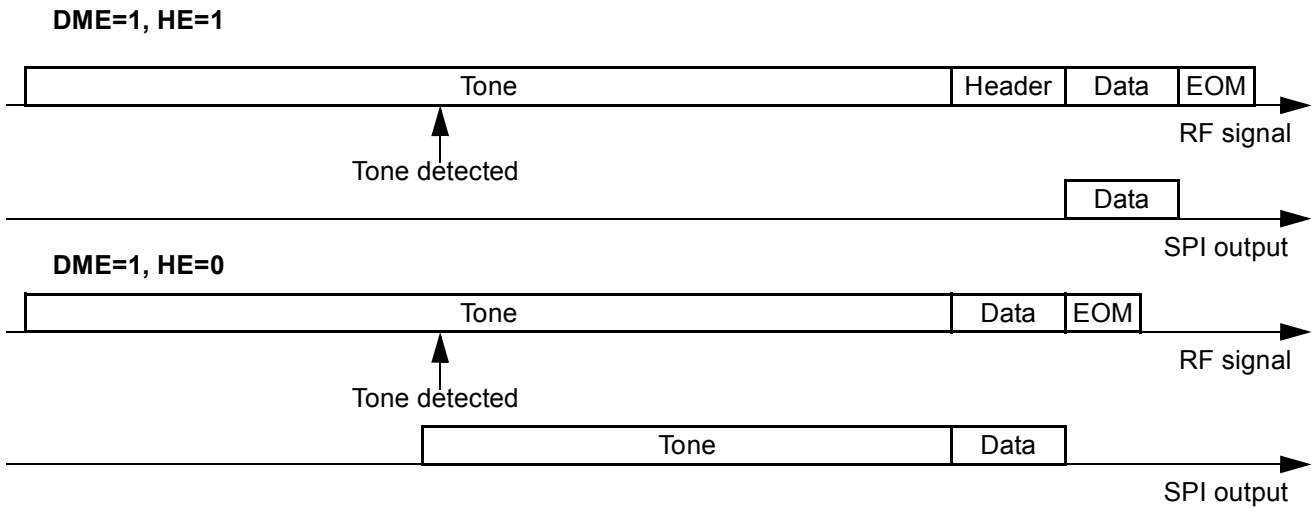 DME=1, HE=1
Tone Header Data EOM
RF signal
Tone detected
Data
SPI output
DME=1, HE=0
Tone Data EOM
RF signal
Tone detected
Tone Data
SPI output